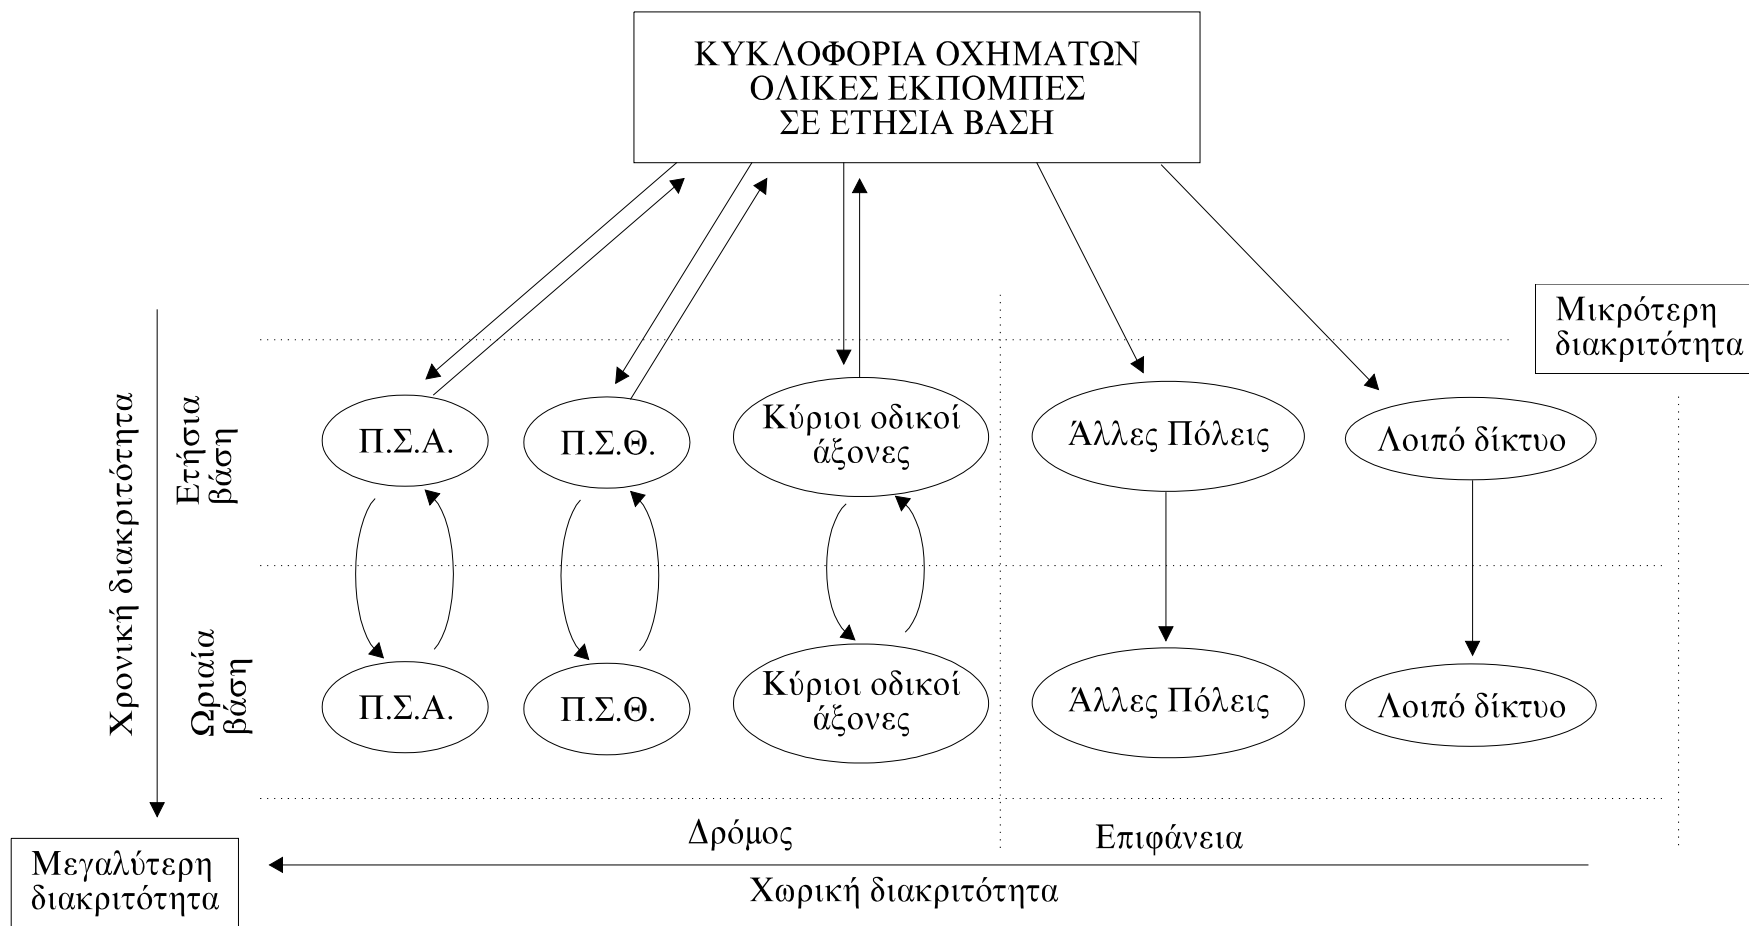 ΚΥΚΛΟΦΟΡΙΑ ΟΧΗΜΑΤΩΝ
ΟΛΙΚΕΣ ΕΚΠΟΜΠΕΣ
ΣΕ ΕΤΗΣΙΑ ΒΑΣΗ
Μικρότερη
διακριτότητα
Χρονική διακριτότητα
Ετήσια
βάση
Π.Σ.Α.
Π.Σ.Θ.
Κύριοι οδικοί
άξονες
Άλλες Πόλεις
Λοιπό δίκτυο
Ωριαία
βάση
Π.Σ.Α.
Π.Σ.Θ.
Κύριοι οδικοί
άξονες
Άλλες Πόλεις
Λοιπό δίκτυο
Δρόμος
Επιφάνεια
Μεγαλύτερη
διακριτότητα
Χωρική διακριτότητα